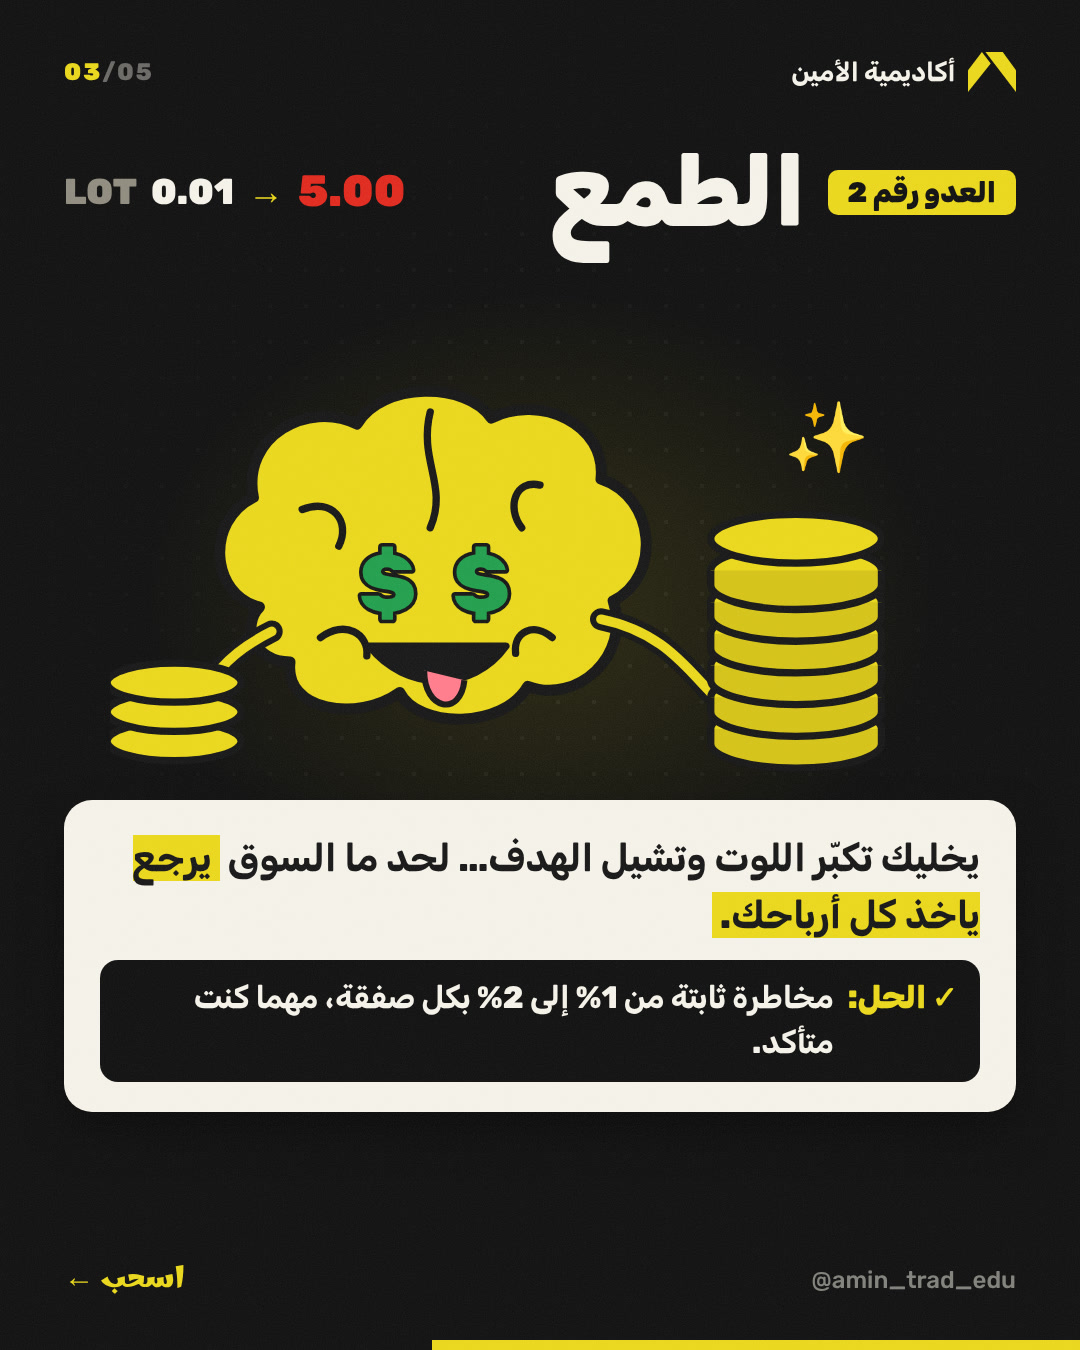 أكاديمية الأمين
03/05
العدو رقم 2
الطمع
LOT 0.01 → 5.00
$ $
يخليك تكبّر اللوت وتشيل الهدف... لحد ما السوق يرجع
ياخذ كل أرباحك.
✓ الحل: مخاطرة ثابتة من 1% إلى 2% بكل صفقة، مهما كنت
متأكد.
@amin_trad_edu
اسحب ←